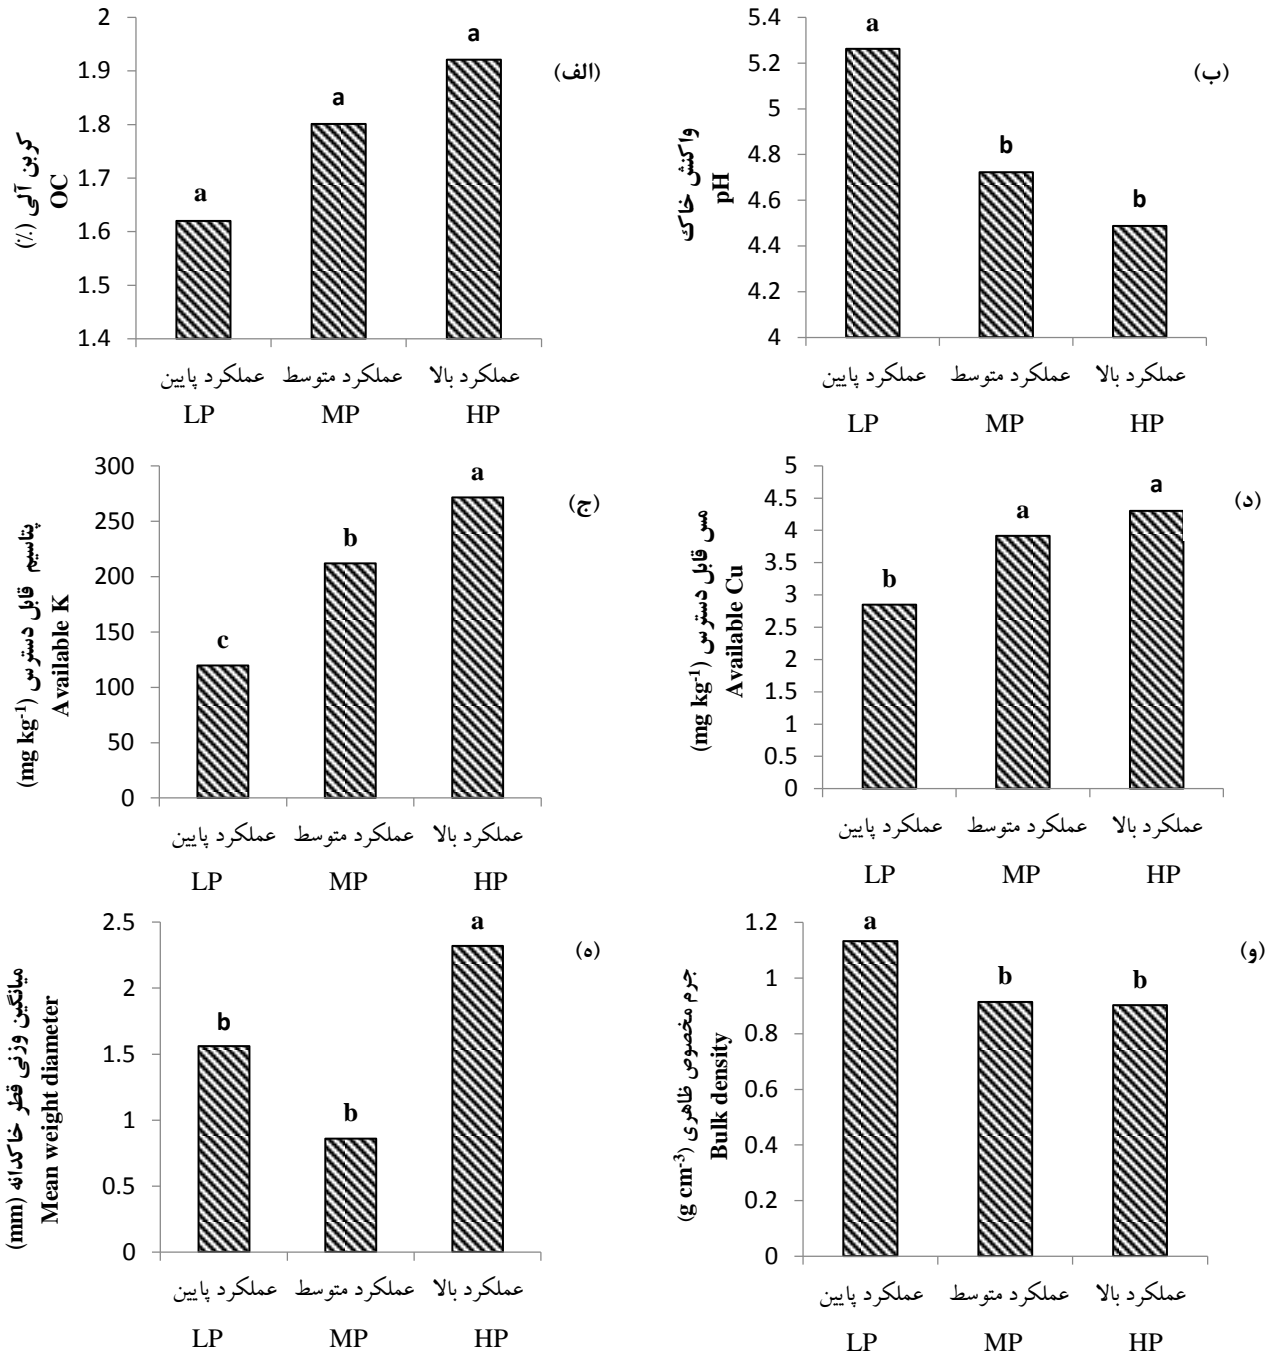 (الف)
کربن آلی (٪)
OC
2
1.9
1.8
1.7
1.6
1.5
1.4
a
a
a
عملکرد پایین
عملکرد متوسط
عملکرد بالا
LP
MP
HP
(ب)
واکنش خاک
pH
5.4
5.2
5
4.8
4.6
4.4
4.2
4
a
b
b
عملکرد پایین
عملکرد متوسط
عملکرد بالا
LP
MP
HP
(ج)
پتاسیم قابل دسترس (mg kg-1)
Available K
300
250
200
150
100
50
0
c
b
a
عملکرد پایین
عملکرد متوسط
عملکرد بالا
LP
MP
HP
(د)
مس قابل دسترس (mg kg-1)
Available Cu
5
4.5
4
3.5
3
2.5
2
1.5
1
0.5
0
b
a
a
عملکرد پایین
عملکرد متوسط
عملکرد بالا
LP
MP
HP
(ه)
میانگین وزنی قطر خاکدانه (mm)
Mean weight diameter
2.5
2
1.5
1
0.5
0
b
b
a
عملکرد پایین
عملکرد متوسط
عملکرد بالا
LP
MP
HP
(و)
جرم مخصوص ظاهری (g cm-3)
Bulk density
1.2
1
0.8
0.6
0.4
0.2
0
a
b
b
عملکرد پایین
عملکرد متوسط
عملکرد بالا
LP
MP
HP